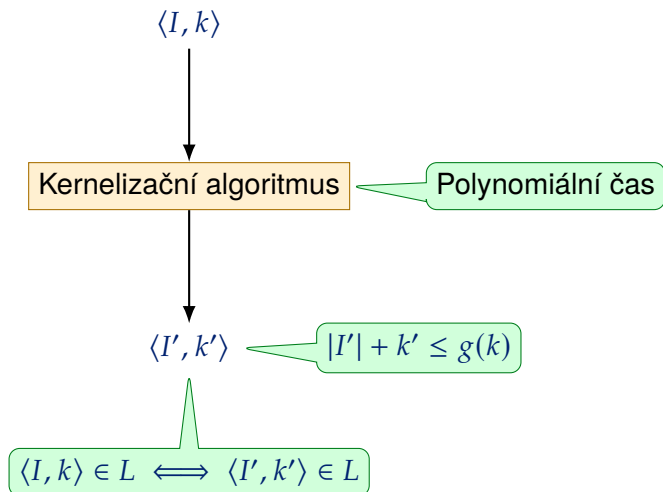 ⟨I, k⟩
Kernelizační algoritmus
Polynomiální čas
⟨I′, k′⟩
|I′| + k′ ≤ g(k)
⟨I, k⟩ ∈ L ⟺ ⟨I′, k′⟩ ∈ L